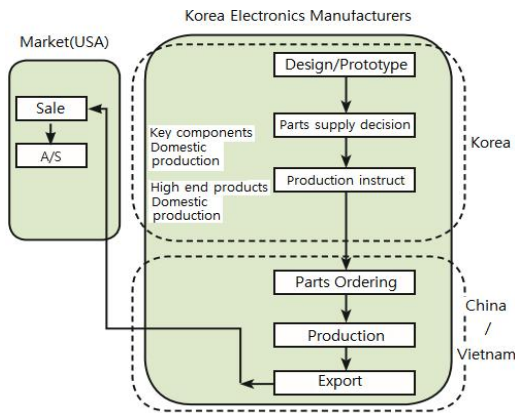 Korea Electronics Manufacturers
Market(USA)
Sale
A/S
Design/Prototype
Parts supply decision
Production instruct
Key components
Domestic
production
High end products
Domestic
production
Korea
Parts Ordering
Production
Export
China
/
Vietnam